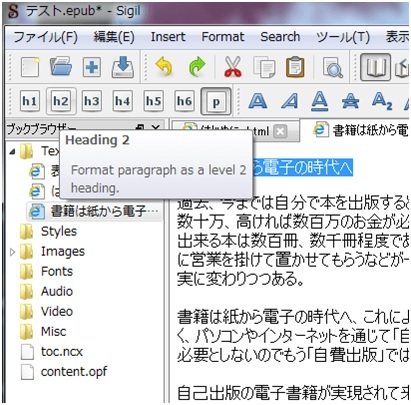 テスト.epub* - Sigil
ファイル(F) 編集(E) Insert Format Search ツール(T) 表示
h1 h2 h3 h4 h5 h6 p A A A A A₂ A
ブックブラウザー
.html
書籍は紙から電
Heading 2
Format paragraph as a level 2
heading.
Tex
表
は
書籍は紙から電子…
Styles
Images
Fonts
Audio
Video
Misc
toc.ncx
content.opf
から電子の時代へ
過去、今までは自分で本を出版すると
数十万、高ければ数百万のお金が必
出来る本は数百冊、数千冊程度であ
に営業を掛けて置かせてもらうなどが一
実に変わりつつある。
書籍は紙から電子の時代へ、これによ
く、パソコンやインターネットを通じて「自
必要としないのでもう「自費出版」では
自己出版の電子書籍が実現されて来